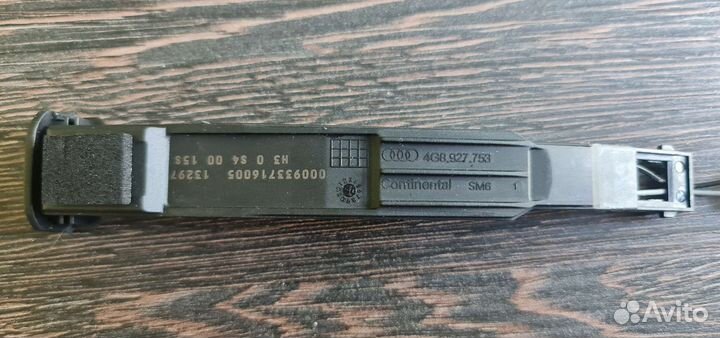 4G8.927.753
Continental SM6 1
000933716005 13297
H3 0 S4 00 15S
Avito